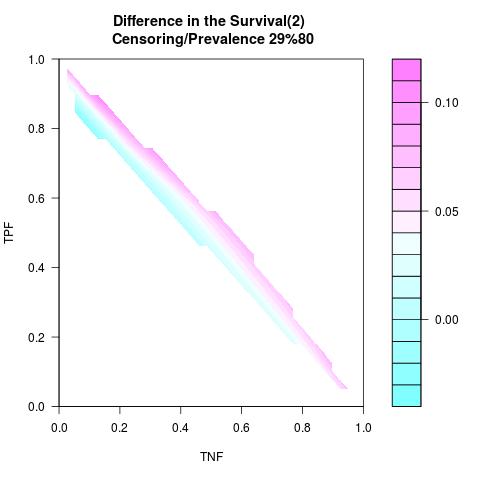 Difference in the Survival(2)
Censoring/Prevalence 29%80
1.0
0.8
0.6
0.4
0.2
0.0
TPF
0.0 0.2 0.4 0.6 0.8 1.0
TNF
0.10
0.05
0.00